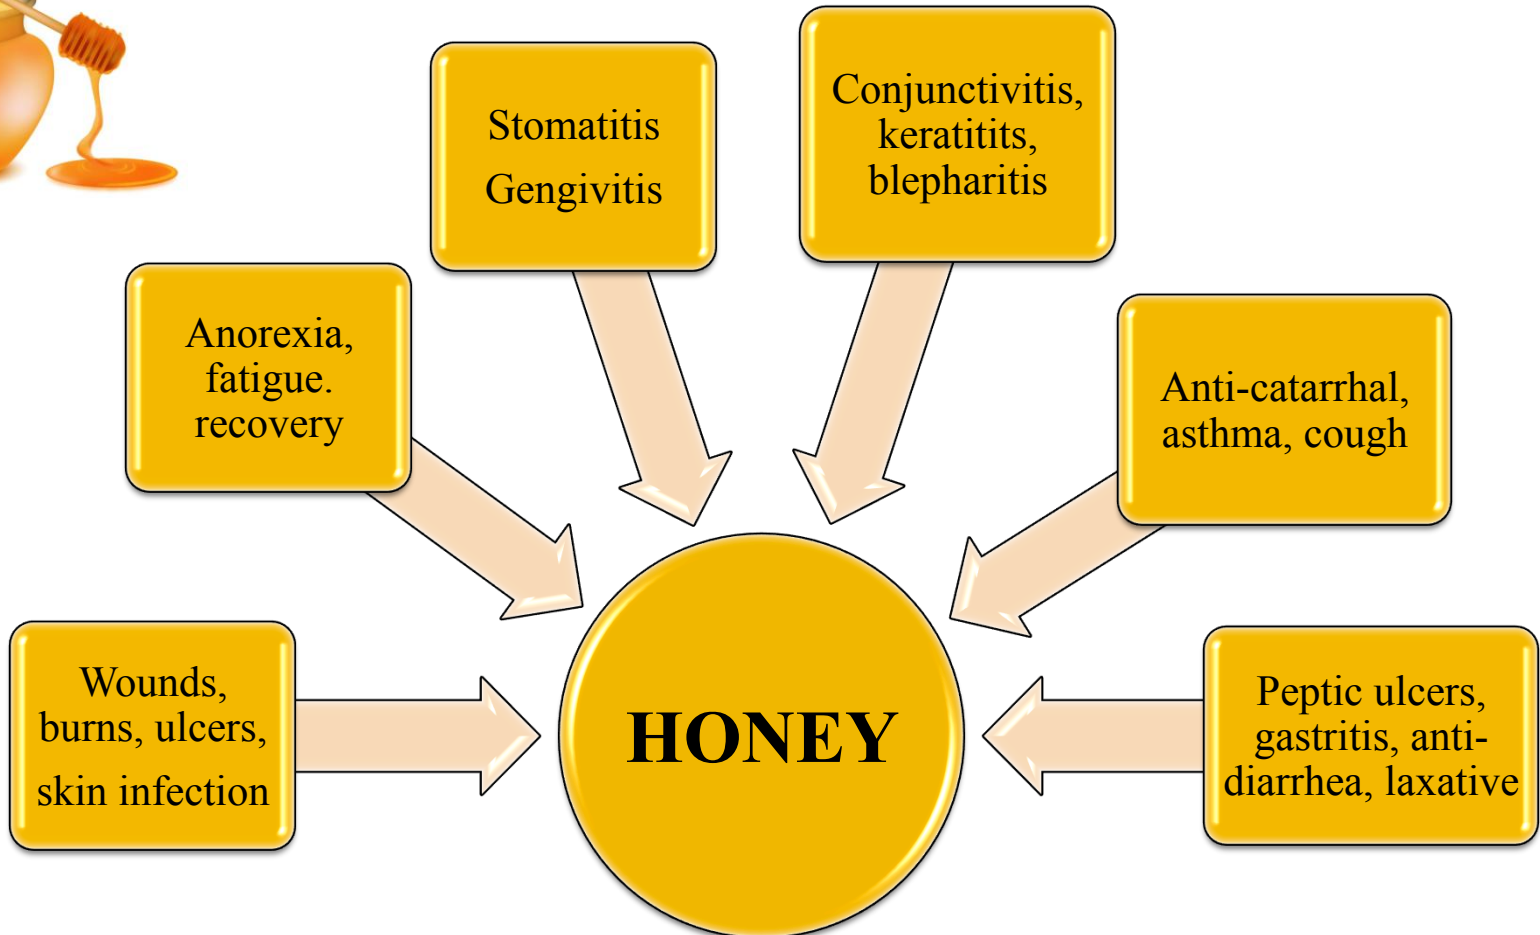 Stomatitis
Gengivitis
Conjunctivitis,
keratitits,
blepharitis
Anorexia,
fatigue.
recovery
Anti-catarrhal,
asthma, cough
Wounds,
burns, ulcers,
skin infection
HONEY
Peptic ulcers,
gastritis, anti-
diarrhea, laxative